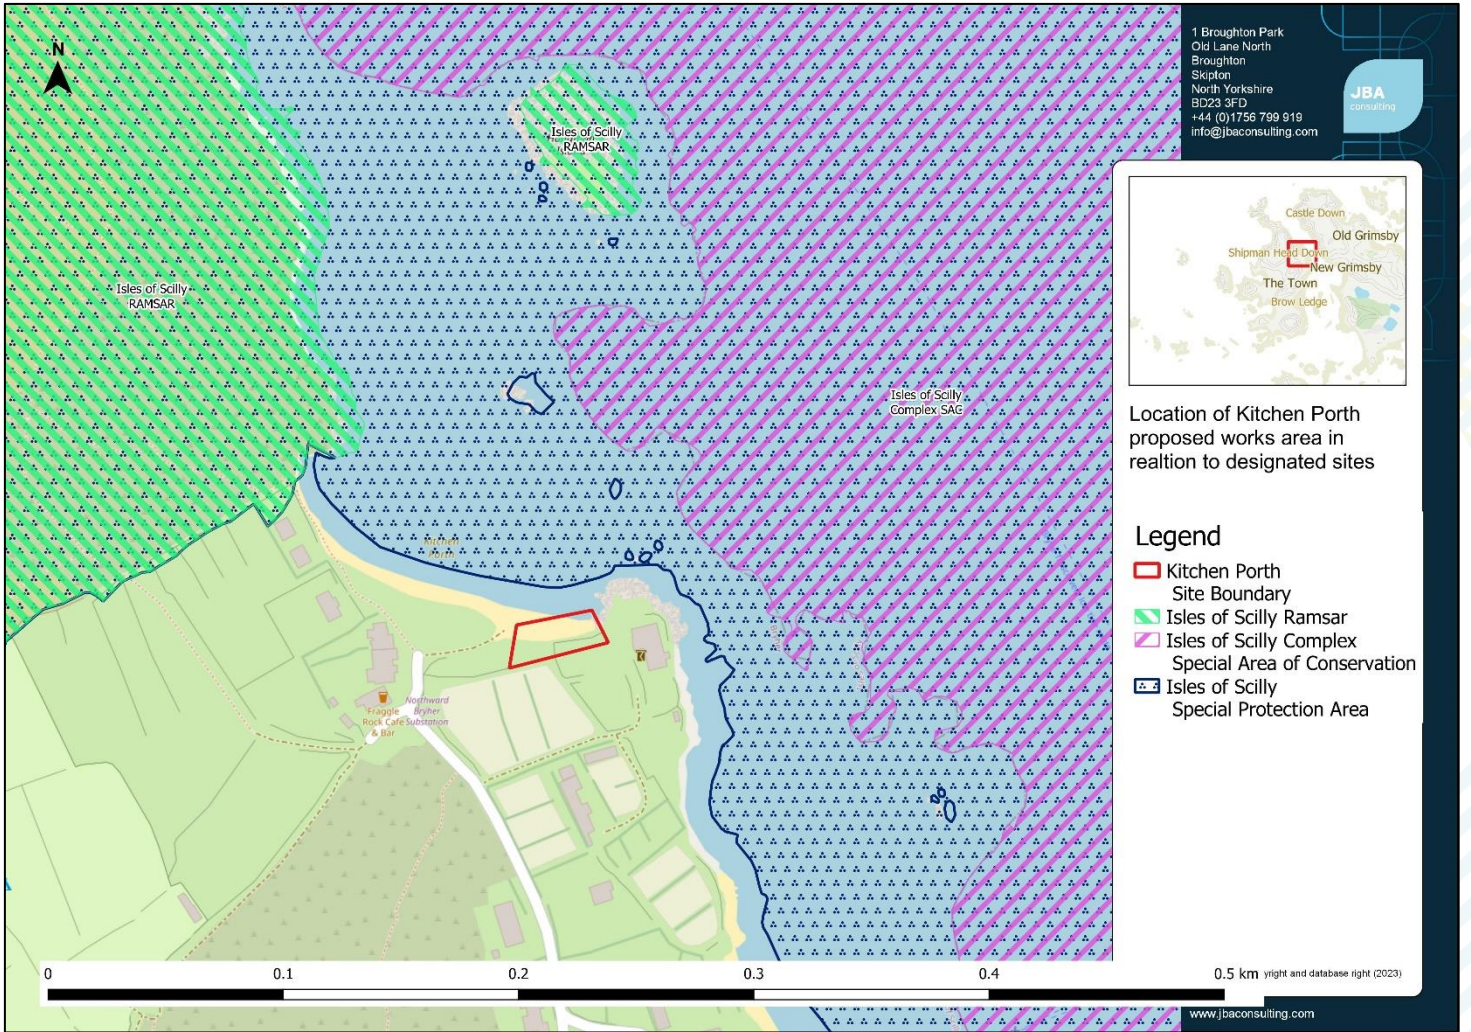 N
1 Broughton Park
Old Lane North
Broughton
Skipton
North Yorkshire
BD23 3FD
+44 (0)1756 799 919
info@jbaconsulting.com
JBA
consulting
Isles of Scilly
RAMSAR
Isles of Scilly
RAMSAR
Isles of Scilly
Complex SAC
Castle Down
Old Grimsby
Shipman Head Down
New Grimsby
The Town
Brow Ledge
Location of Kitchen Porth
proposed works area in
realtion to designated sites
Legend
Kitchen Porth
Site Boundary
Isles of Scilly Ramsar
Isles of Scilly Complex
Special Area of Conservation
Isles of Scilly
Special Protection Area
Kitchen
Porth
Northward
Bryher
Substation
Fraggle
Rock Cafe
& Bar
0
0.1
0.2
0.3
0.4
0.5 km
yright and database right (2023)
www.jbaconsulting.com